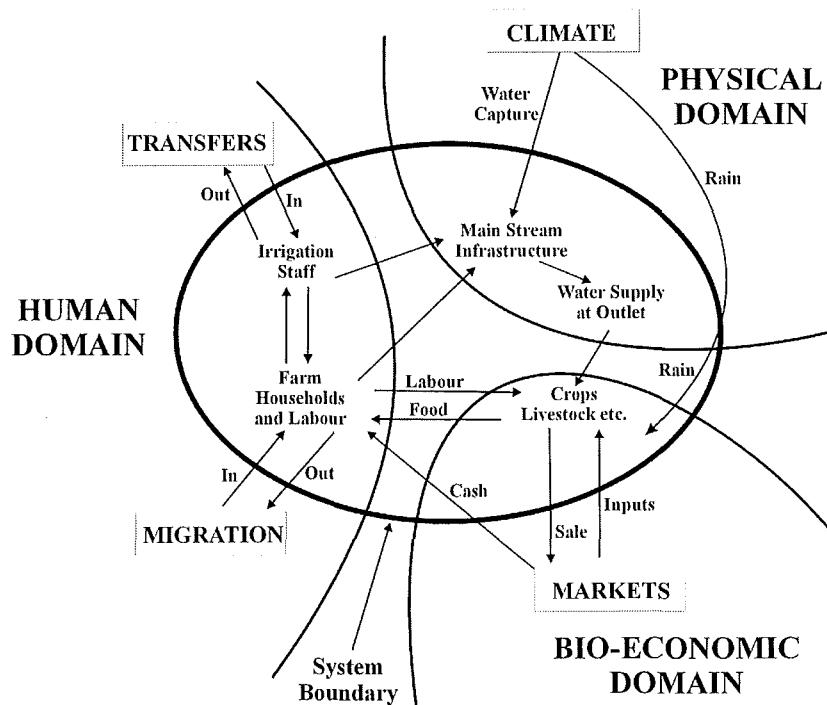 CLIMATE
PHYSICAL
DOMAIN
Water
Capture
TRANSFERS
Rain
Out
In
Main Stream
Infrastructure
Irrigation
Staff
Water Supply
at Outlet
HUMAN
DOMAIN
Farm
Households
and Labour
Labour
Food
Rain
Crops
Livestock etc.
In
Out
Cash
Inputs
Sale
MIGRATION
MARKETS
System
Boundary
BIO-ECONOMIC
DOMAIN